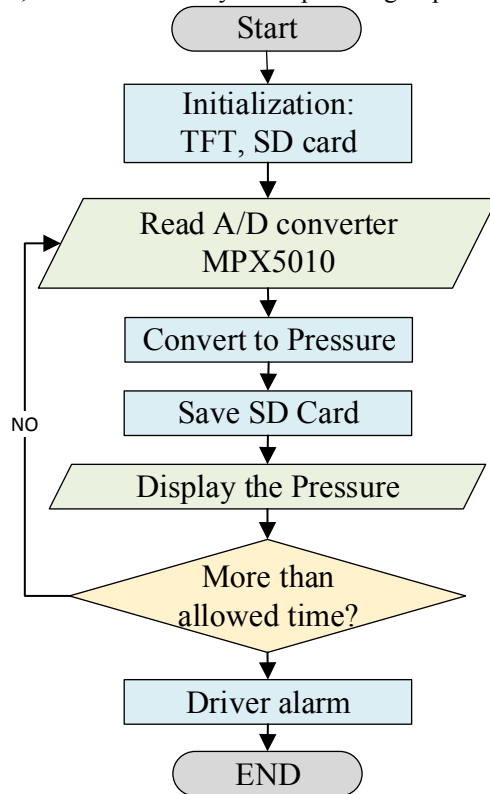 Start
Initialization:
TFT, SD card
Read A/D converter
MPX5010
Convert to Pressure
Save SD Card
NO
Display the Pressure
More than
allowed time?
Driver alarm
END